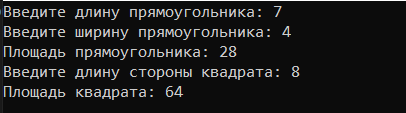 Введите длину прямоугольника: 7
Введите ширину прямоугольника: 4
Площадь прямоугольника: 28
Введите длину стороны квадрата: 8
Площадь квадрата: 64